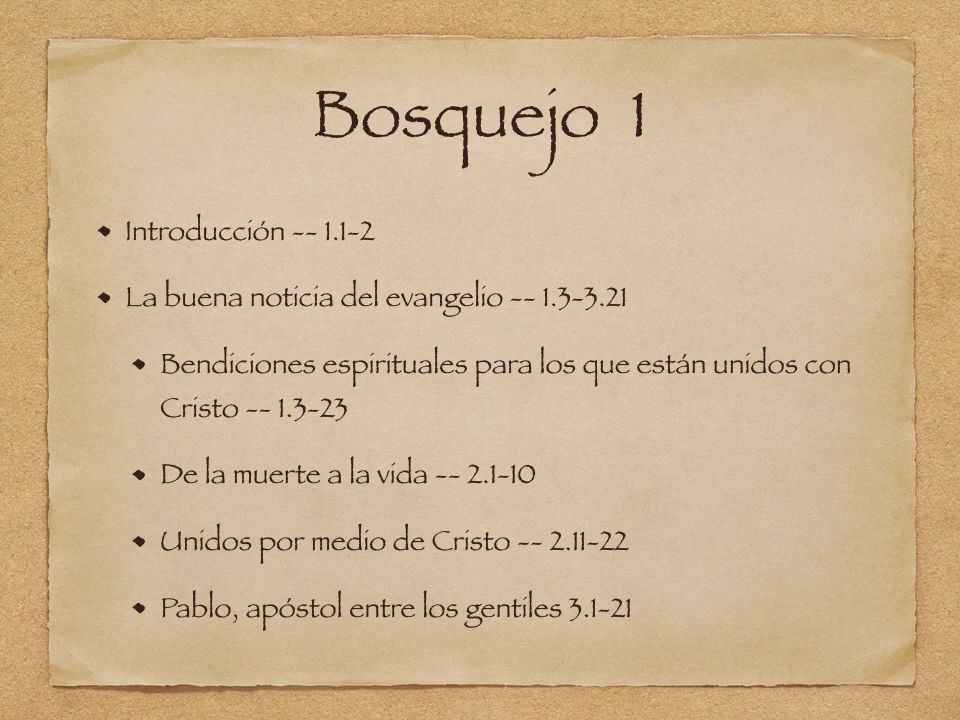 Bosquejo 1
Introducción -- 1.1-2
La buena noticia del evangelio -- 1.3-3.21
Bendiciones espirituales para los que están unidos con
Cristo -- 1.3-23
De la muerte a la vida -- 2.1-10
Unidos por medio de Cristo -- 2.11-22
Pablo, apóstol entre los gentiles 3.1-21